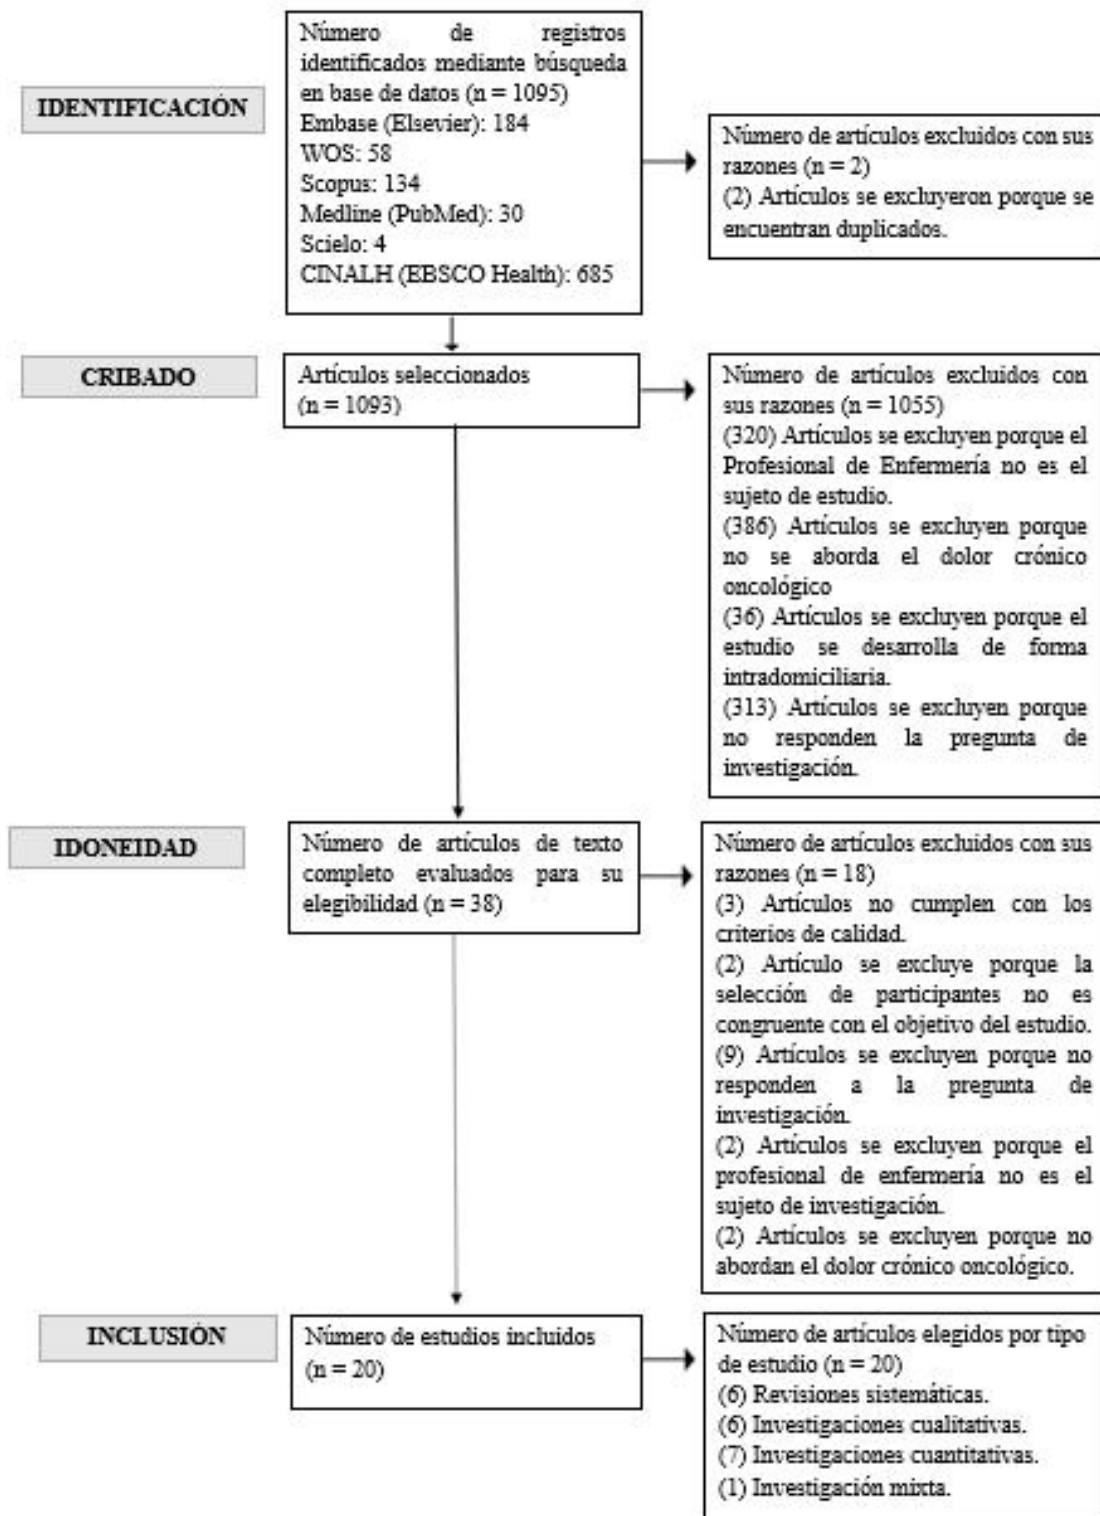 IDENTIFICACIÓN
Número de registros
identificados mediante búsqueda
en base de datos (n = 1095)
Embase (Elsevier): 184
WOS: 58
Scopus: 134
Medline (PubMed): 30
Scielo: 4
CINALH (EBSCO Health): 685
Número de artículos excluidos con sus
razones (n = 2)
(2) Artículos se excluyeron porque se
encuentran duplicados.
CRIBADO
Artículos seleccionados
(n = 1093)
Número de artículos excluidos con
sus razones (n = 1055)
(320) Artículos se excluyen porque el
Profesional de Enfermería no es el
sujeto de estudio.
(386) Artículos se excluyen porque
no se aborda el dolor crónico
oncológico
(36) Artículos se excluyen porque el
estudio se desarrolla de forma
intradomiciliaria.
(313) Artículos se excluyen porque
no responden la pregunta de
investigación.
IDONEIDAD
Número de artículos de texto
completo evaluados para su
elegibilidad (n = 38)
Número de artículos excluidos con sus
razones (n = 18)
(3) Artículos no cumplen con los
criterios de calidad.
(2) Artículo se excluye porque la
selección de participantes no es
congruente con el objetivo del estudio.
(9) Artículos se excluyen porque no
responden a la pregunta de
investigación.
(2) Artículos se excluyen porque el
profesional de enfermería no es el
sujeto de investigación.
(2) Artículos se excluyen porque no
abordan el dolor crónico oncológico.
INCLUSIÓN
Número de estudios incluidos
(n = 20)
Número de artículos elegidos por tipo
de estudio (n = 20)
(6) Revisiones sistemáticas.
(6) Investigaciones cualitativas.
(7) Investigaciones cuantitativas.
(1) Investigación mixta.